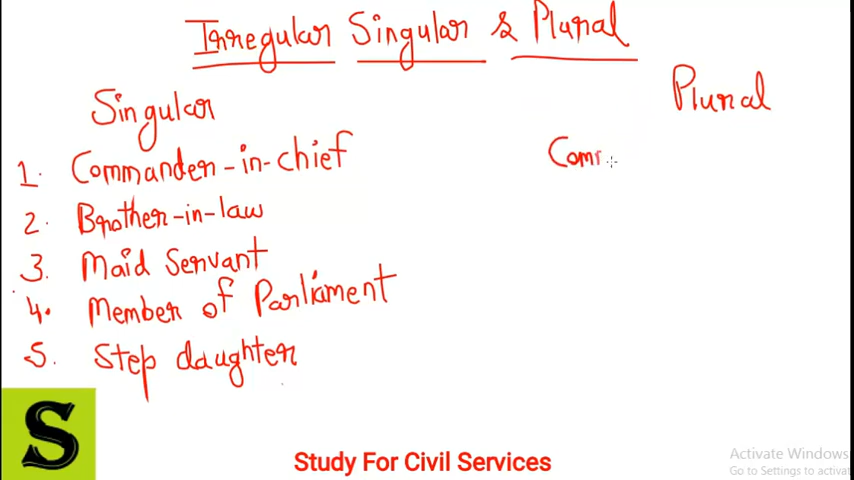 Irregular Singular & Plural
Singular
Plural
1. Commander-in-chief
Com
2. Brother-in-law
3. Maid Servant
4. Member of Parliament
5. Step daughter
S
Study For Civil Services
Activate Windows
Go to Settings to activat